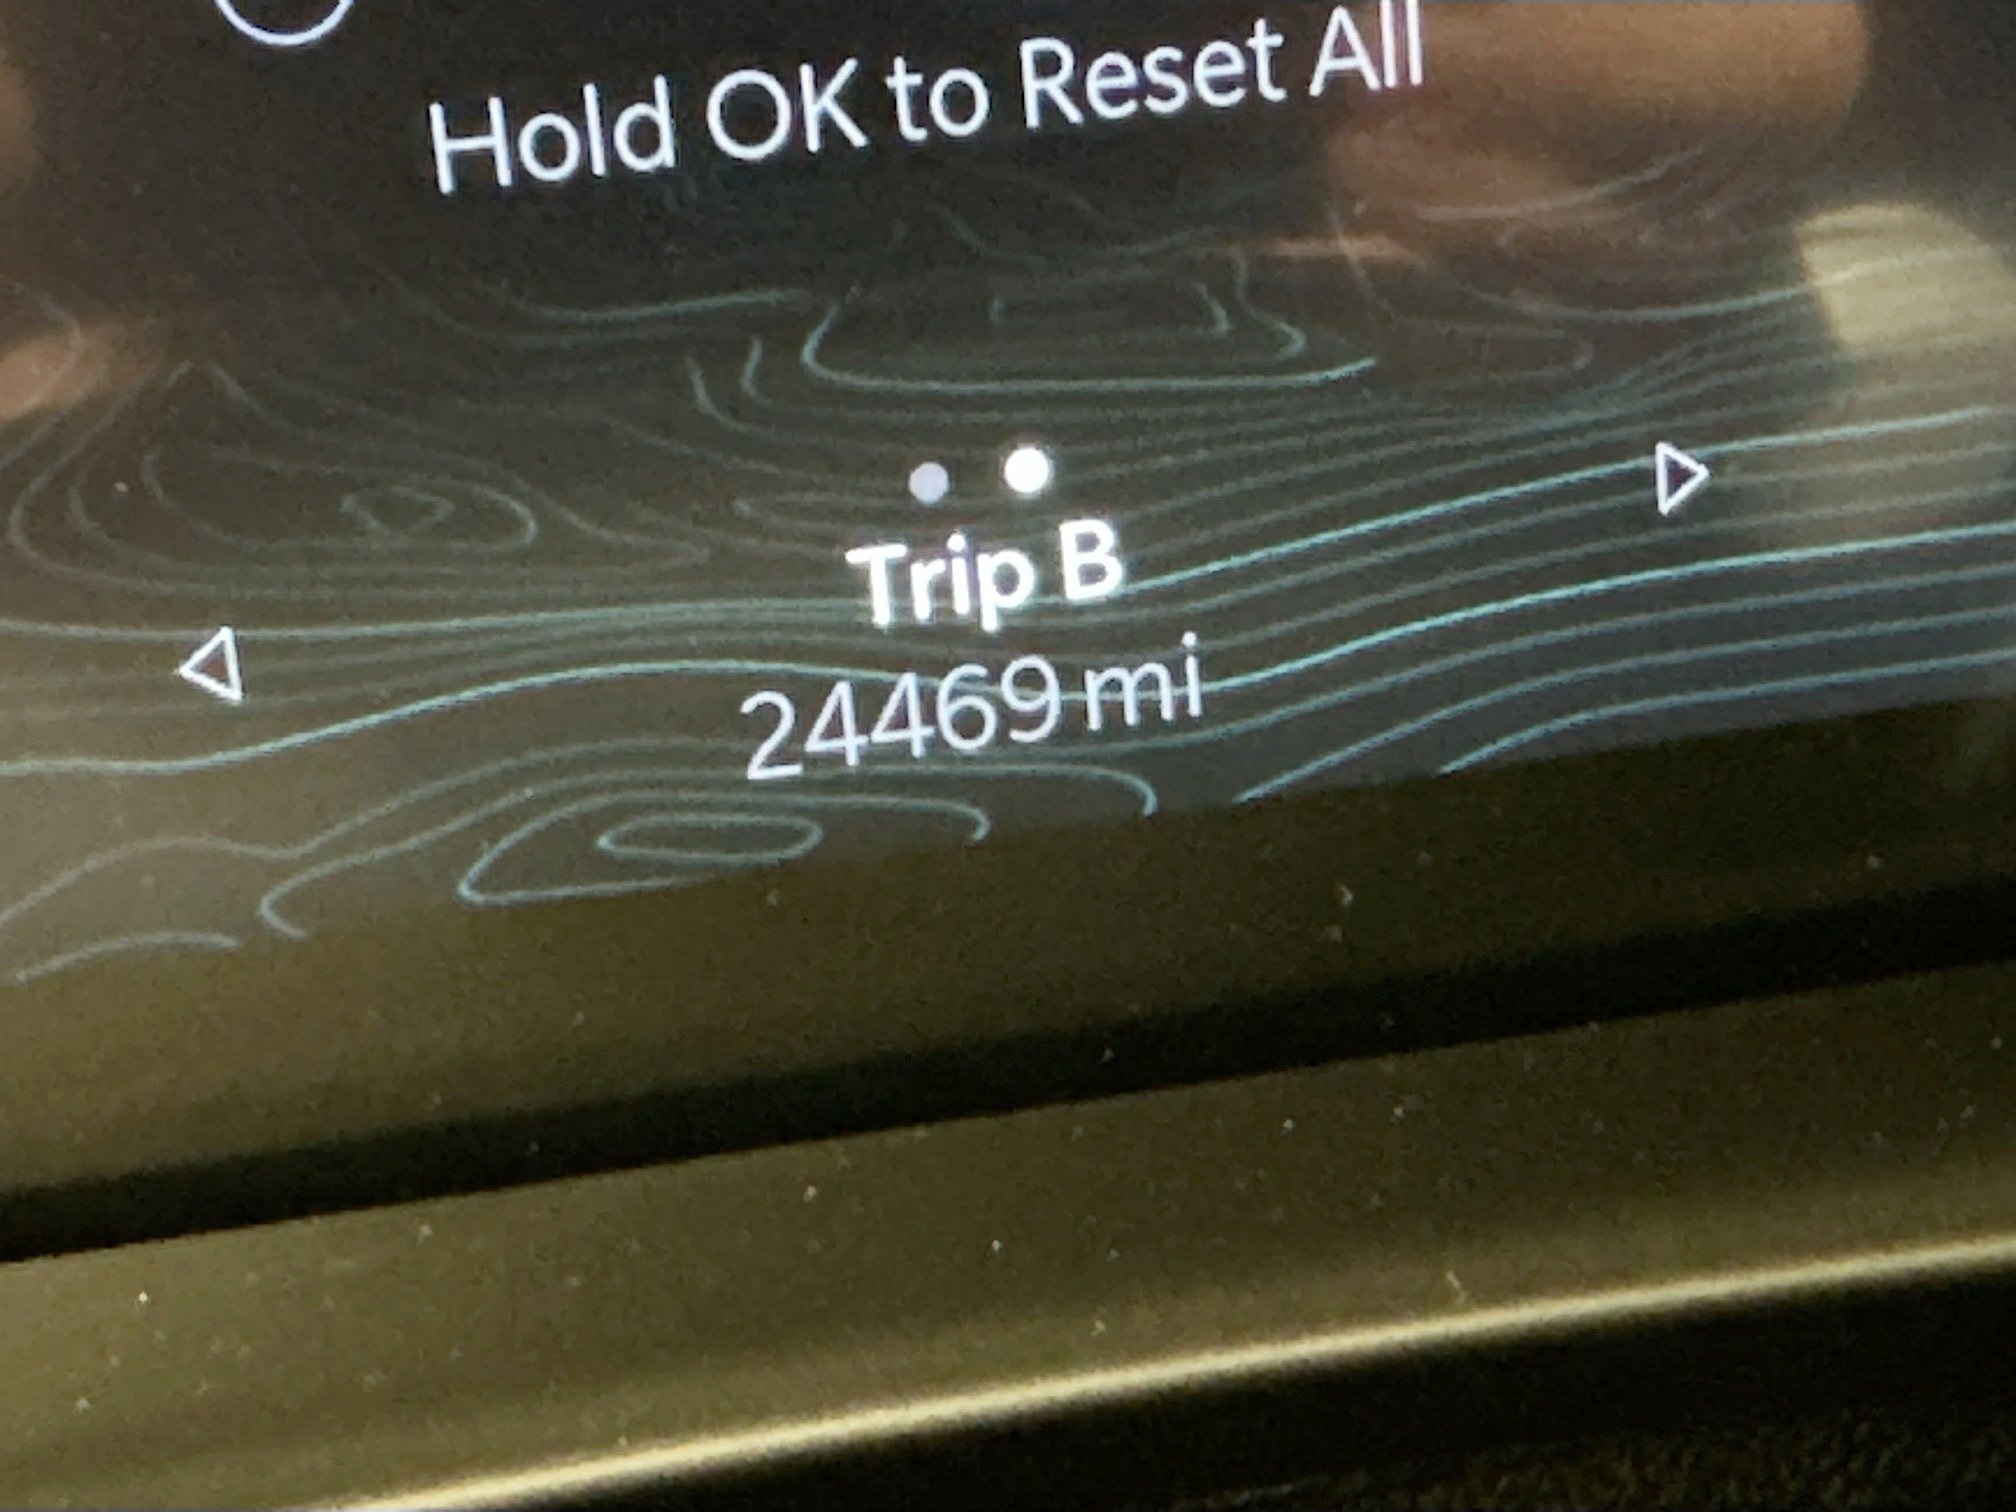 Hold OK to Reset All
Trip B
24469 mi